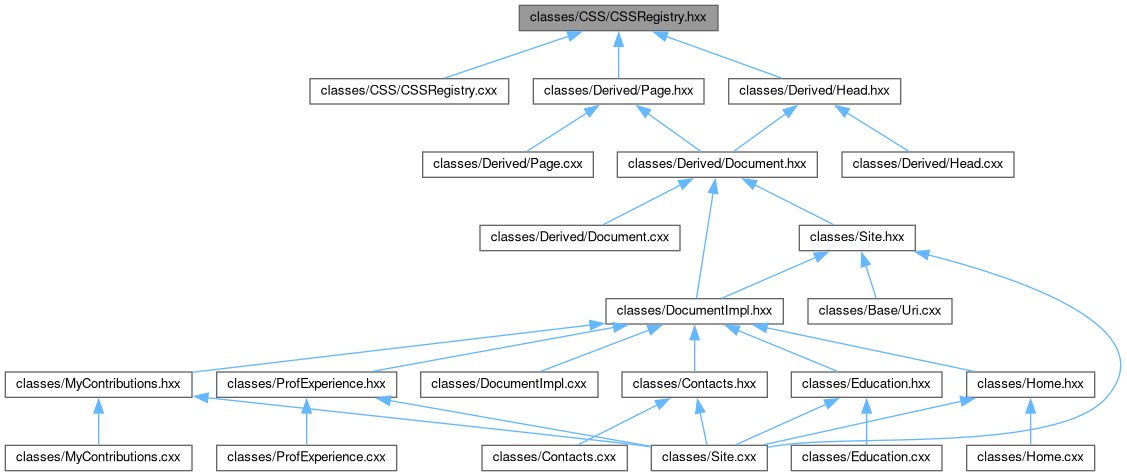 classes/CSS/CSSRegistry.hxx
classes/CSS/CSSRegistry.cxx
classes/Derived/Page.hxx
classes/Derived/Head.hxx
classes/Derived/Page.cxx
classes/Derived/Document.hxx
classes/Derived/Head.cxx
classes/Derived/Document.cxx
classes/Site.hxx
classes/DocumentImpl.hxx
classes/Base/Uri.cxx
classes/MyContributions.hxx
classes/ProfExperience.hxx
classes/DocumentImpl.cxx
classes/Contacts.hxx
classes/Education.hxx
classes/Home.hxx
classes/MyContributions.cxx
classes/ProfExperience.cxx
classes/Contacts.cxx
classes/Site.cxx
classes/Education.cxx
classes/Home.cxx